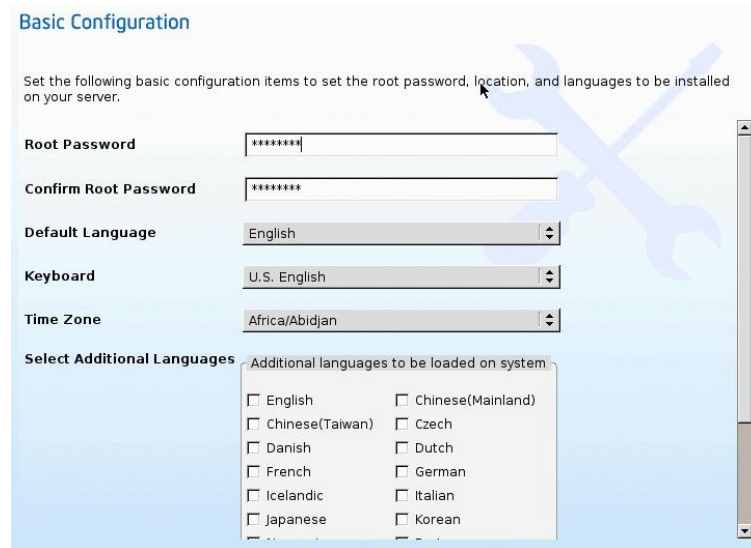 Basic Configuration
Set the following basic configuration items to set the root password, location, and languages to be installed
on your server.
Root Password ********
Confirm Root Password ********
Default Language English
Keyboard U.S. English
Time Zone Africa/Abidjan
Select Additional Languages Additional languages to be loaded on system
English Chinese(Mainland)
Chinese(Taiwan) Czech
Danish Dutch
French German
Icelandic Italian
Japanese Korean